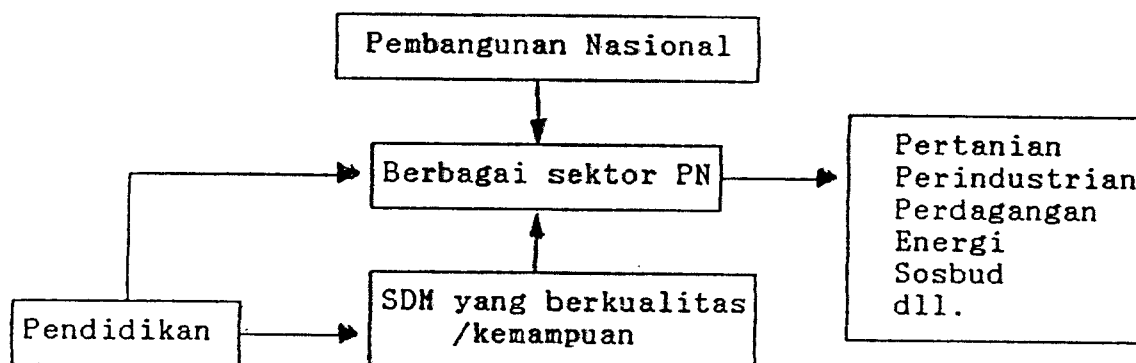 Pembangunan Nasional
Berbagai sektor PN
Pertanian
Perindustrian
Perdagangan
Energi
Sosbud
dll.
SDM yang berkualitas
/kemampuan
Pendidikan